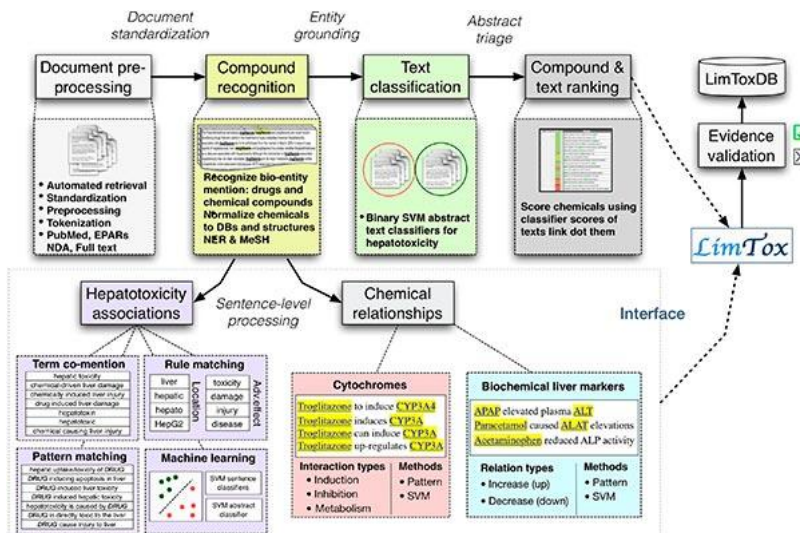 Document
standardization
Entity
grounding
Abstract
triage
Document pre-
processing
Compound
recognition
Text
classification
Compound &
text ranking
LimToxDB
Evidence
validation
LimTox
Interface
• Automated retrieval
• Standardization
• Preprocessing
• Tokenization
• PubMed, EPARs
NDA, Full text
Recognize bio-entity
mention: drugs and
chemical compounds
Normalize chemicals
to DBs and structures
NER & MeSH
• Binary SVM abstract
text classifiers for
hepatotoxicity
Score chemicals using
classifier scores of
texts link dot them
Hepatotoxicity
associations
Sentence-level
processing
Chemical
relationships
Term co-mention
hepatic toxicity
chemical-driven liver damage
chemically induced liver injury
drug induced liver damage
hepatotoxin
hepatotoxic
chemical causing liver injury
Rule matching
liver
hepatic
hepato
HepG2
Location
toxicity
damage
injury
disease
Adv.effect
Pattern matching
hepatic uptake/toxicity of DRUG
DRUG inducing apoptosis in liver
DRUG induced liver toxicity
DRUG induced hepatic toxicity
hepatotoxicity is caused by DRUG
DRUG in directly toxic to the liver
DRUG cause injury to liver
Machine learning
SVM sentence
classifiers
SVM abstract
classifier
Cytochromes
Troglitazone to induce CYP3A4
Troglitazone induces CYP3A
Troglitazone can induce CYP3A
Troglitazone up-regulates CYP3A
Interaction types
• Induction
• Inhibition
• Metabolism
Methods
• Pattern
• SVM
Biochemical liver markers
APAP elevated plasma ALT
Paracetamol caused ALAT elevations
Acetaminophen reduced ALP activity
Relation types
• Increase (up)
• Decrease (down)
Methods
• Pattern
• SVM